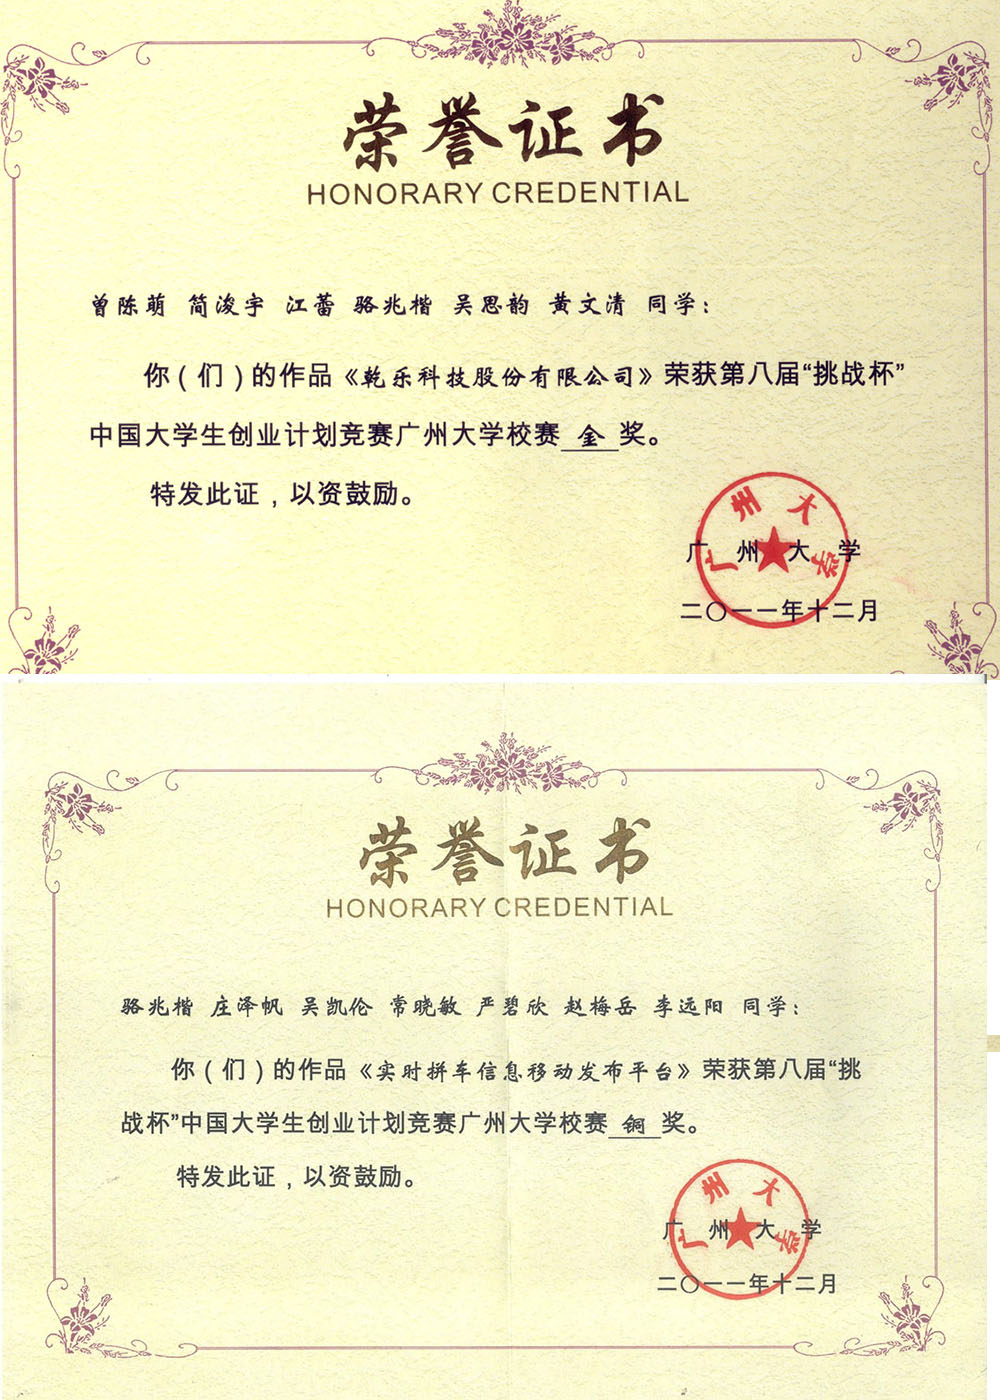 荣誉证书
HONORARY CREDENTIAL
曾陈萌 简浚宇 江蕾 骆兆楷 吴思韵 黄文清 同学：
你（们）的作品《乾乐科技股份有限公司》荣获第八届“挑战杯”
中国大学生创业计划竞赛广州大学校赛 金 奖。
特发此证，以资鼓励。
广州大学
广州大学
二〇一一年十二月
荣誉证书
HONORARY CREDENTIAL
骆兆楷 庄泽帆 吴凯伦 常晓敏 严碧欣 赵梅岳 李远阳 同学：
你（们）的作品《实时拼车信息移动发布平台》荣获第八届“挑
战杯”中国大学生创业计划竞赛广州大学校赛 铜 奖。
特发此证，以资鼓励。
广州大学
广州大学
二〇一一年十二月